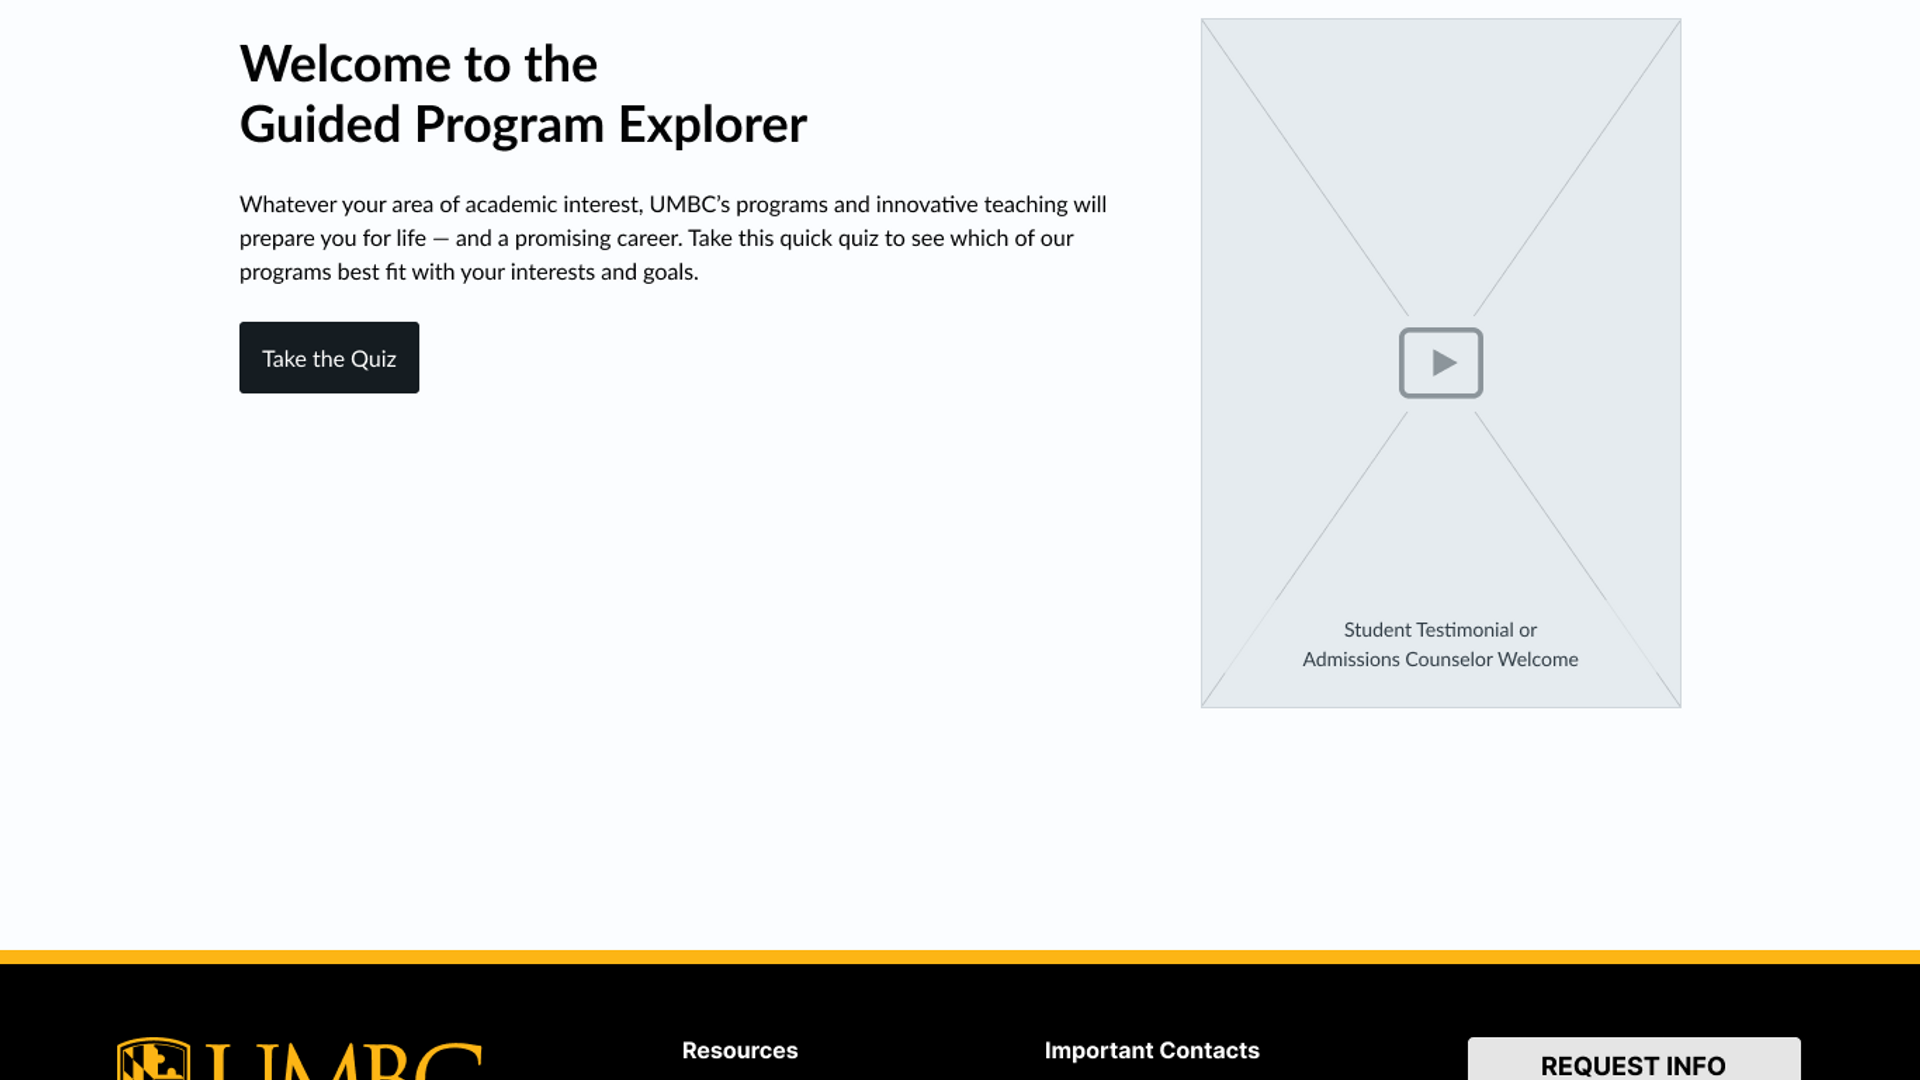 Welcome to the
Guided Program Explorer
Whatever your area of academic interest, UMBC’s programs and innovative teaching will
prepare you for life — and a promising career. Take this quick quiz to see which of our
programs best fit with your interests and goals.
Take the Quiz
Student Testimonial or
Admissions Counselor Welcome
UMBC
Resources
Important Contacts
REQUEST INFO